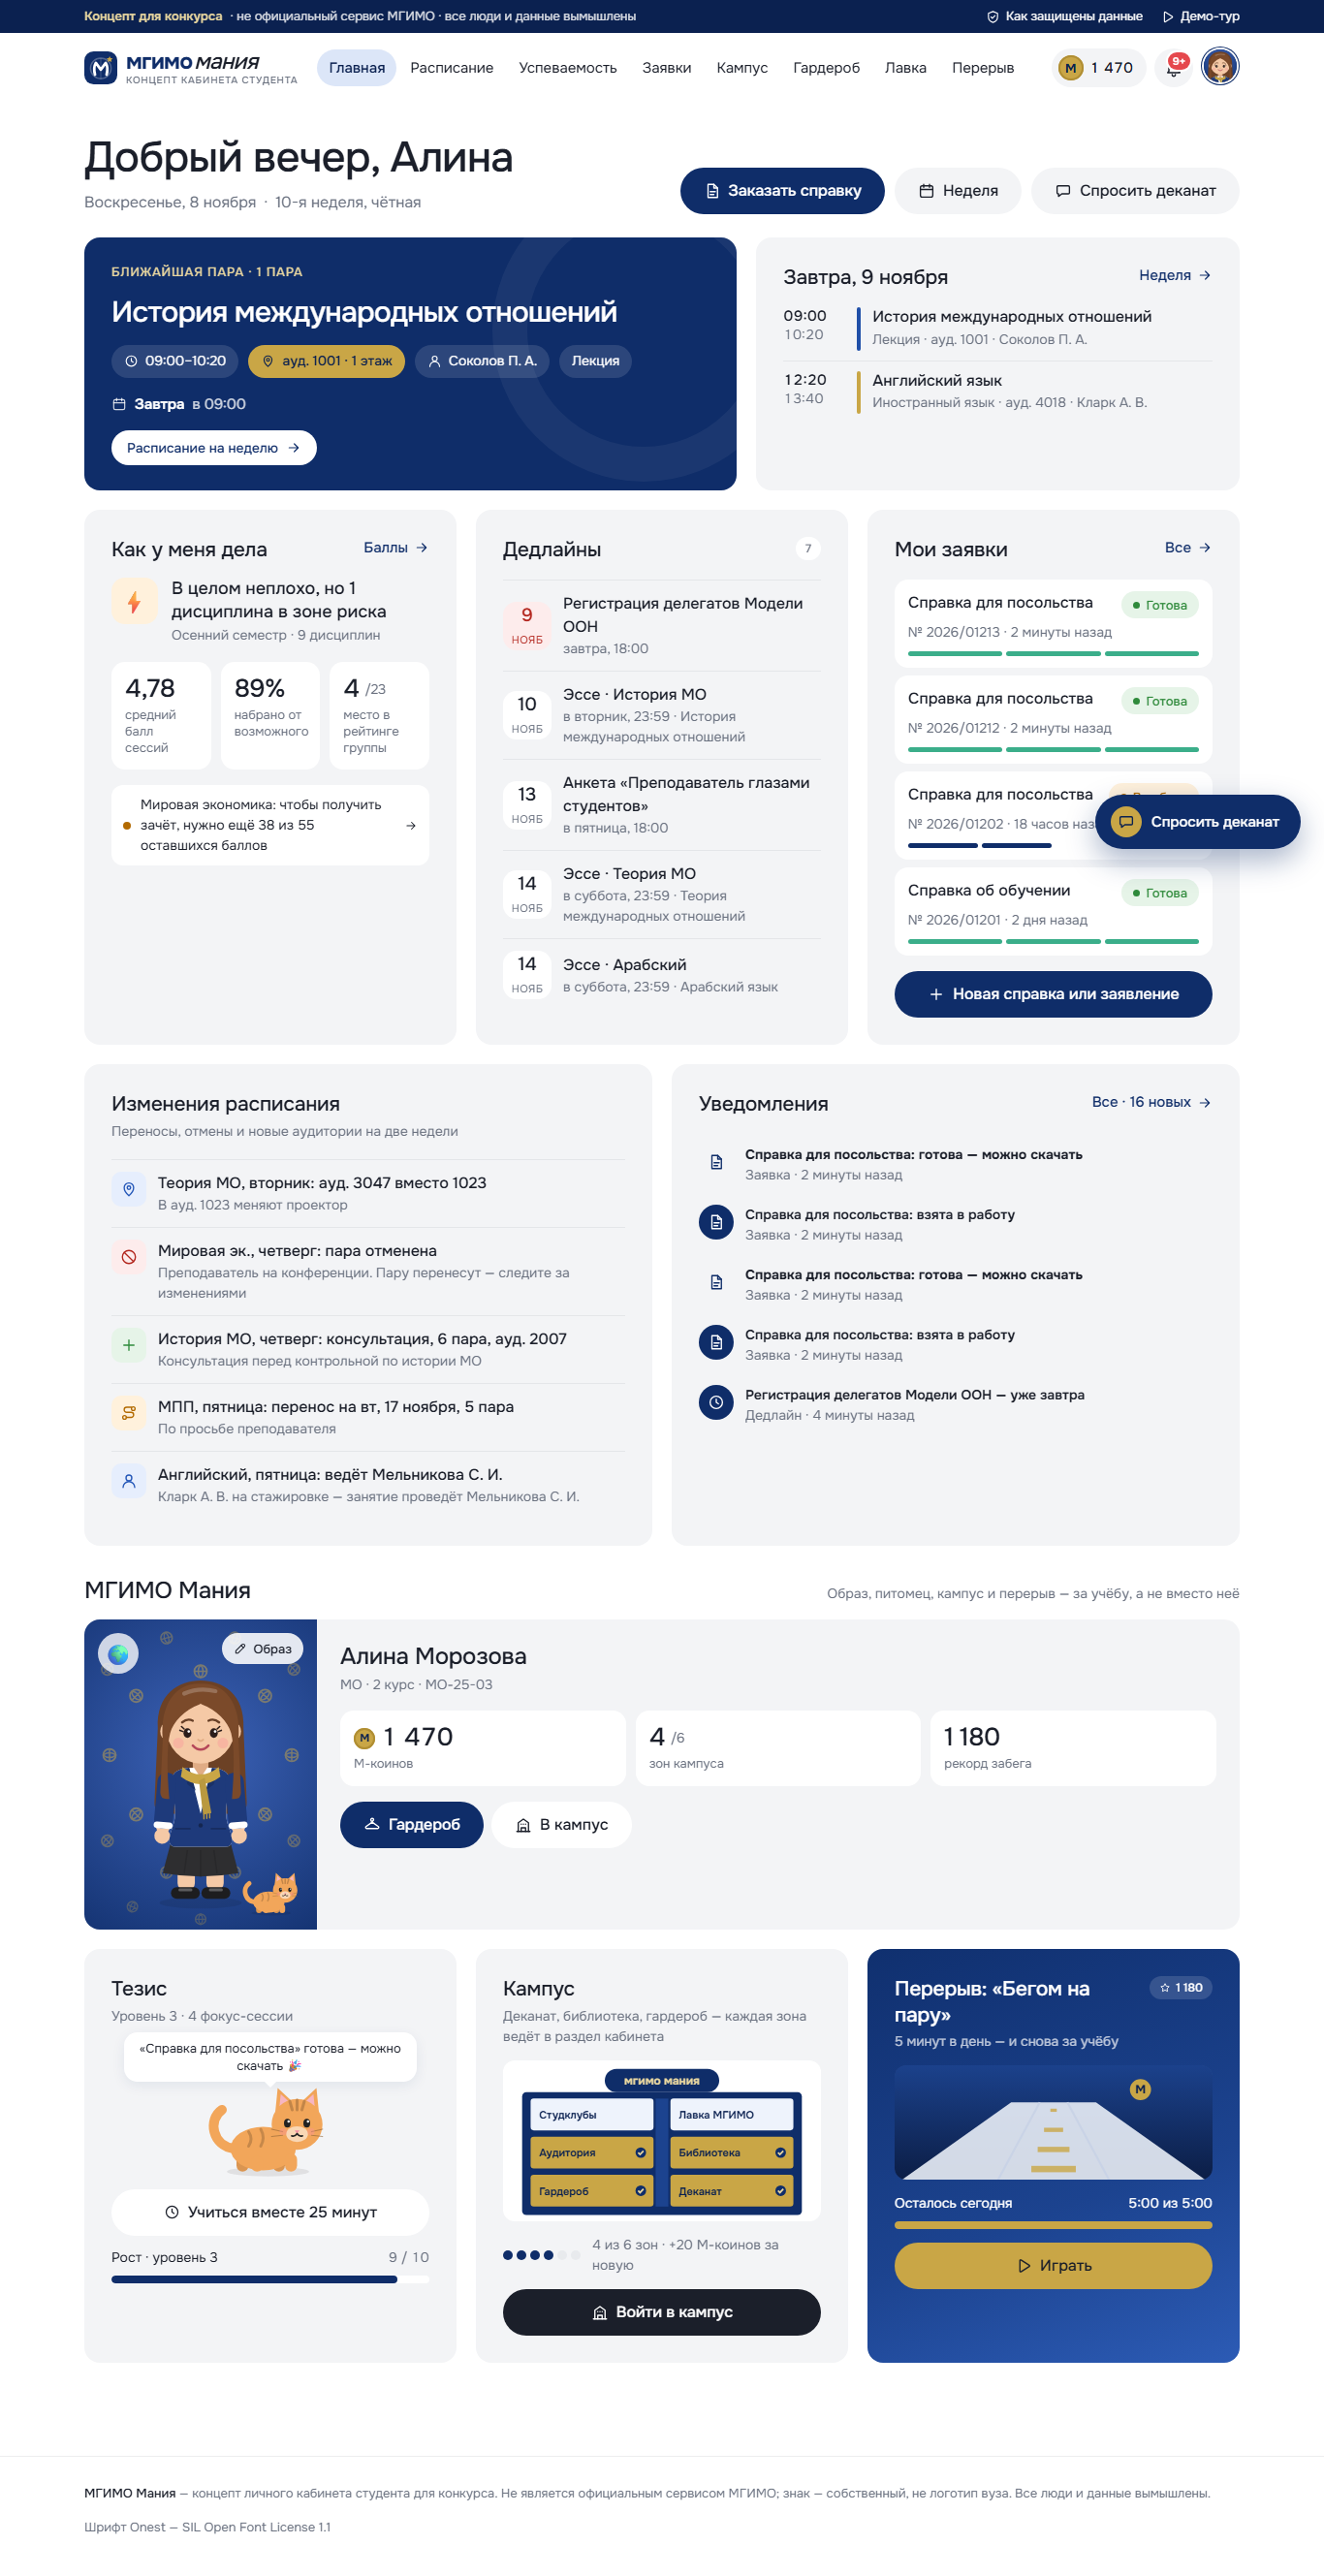 Концепт для конкурса · не официальный сервис МГИМО · все люди и данные вымышлены
Как защищены данные
Демо-тур
МГИМО МАНИЯ
КОНЦЕПТ КАБИНЕТА СТУДЕНТА
Главная
Расписание
Успеваемость
Заявки
Кампус
Гардероб
Лавка
Перерыв
M 1 470
9+
Добрый вечер, Алина
Воскресенье, 8 ноября · 10-я неделя, чётная
Заказать справку
Неделя
Спросить деканат
БЛИЖАЙШАЯ ПАРА · 1 ПАРА
История международных отношений
09:00–10:20
ауд. 1001 · 1 этаж
Соколов П. А.
Лекция
Завтра в 09:00
Расписание на неделю
Завтра, 9 ноября
Неделя
09:00
10:20
История международных отношений
Лекция · ауд. 1001 · Соколов П. А.
12:20
13:40
Английский язык
Иностранный язык · ауд. 4018 · Кларк А. В.
Как у меня дела
Баллы
В целом неплохо, но 1
дисциплина в зоне риска
Осенний семестр · 9 дисциплин
4,78
средний
балл
сессий
89%
набрано от
возможного
4 /23
место в
рейтинге
группы
Мировая экономика: чтобы получить
зачёт, нужно ещё 38 из 55
оставшихся баллов
Дедлайны
7
9
НОЯБ
Регистрация делегатов Модели
ООН
завтра, 18:00
10
НОЯБ
Эссе · История МО
в вторник, 23:59 · История
международных отношений
13
НОЯБ
Анкета «Преподаватель глазами
студентов»
в пятница, 18:00
14
НОЯБ
Эссе · Теория МО
в суббота, 23:59 · Теория
международных отношений
14
НОЯБ
Эссе · Арабский
в суббота, 23:59 · Арабский язык
Мои заявки
Все
Справка для посольства
Готова
№ 2026/01213 · 2 минуты назад
Справка для посольства
Готова
№ 2026/01212 · 2 минуты назад
Справка для посольства
№ 2026/01202 · 18 часов
Спросить деканат
Справка об обучении
Готова
№ 2026/01201 · 2 дня назад
Новая справка или заявление
Изменения расписания
Переносы, отмены и новые аудитории на две недели
Теория МО, вторник: ауд. 3047 вместо 1023
В ауд. 1023 меняют проектор
Мировая эк., четверг: пара отменена
Преподаватель на конференции. Пару перенесут — следите за
изменениями
История МО, четверг: консультация, 6 пара, ауд. 2007
Консультация перед контрольной по истории МО
МПП, пятница: перенос на вт, 17 ноября, 5 пара
По просьбе преподавателя
Английский, пятница: ведёт Мельникова С. И.
Кларк А. В. на стажировке — занятие проведёт Мельникова С. И.
Уведомления
Все · 16 новых
Справка для посольства: готова — можно скачать
Заявка · 2 минуты назад
Справка для посольства: взята в работу
Заявка · 2 минуты назад
Справка для посольства: готова — можно скачать
Заявка · 2 минуты назад
Справка для посольства: взята в работу
Заявка · 2 минуты назад
Регистрация делегатов Модели ООН — уже завтра
Дедлайн · 4 минуты назад
МГИМО Мания
Образ, питомец, кампус и перерыв — за учёбу, а не вместо неё
Образ
Алина Морозова
МО · 2 курс · МО-25-03
M 1 470
М-коинов
4 /6
зон кампуса
1 180
рекорд забега
Гардероб
В кампус
Тезис
Уровень 3 · 4 фокус-сессии
«Справка для посольства» готова — можно
скачать
Учиться вместе 25 минут
Рост · уровень 3
9 / 10
Кампус
Деканат, библиотека, гардероб — каждая зона
ведёт в раздел кабинета
мгимо мания
Студклубы
Лавка МГИМО
Аудитория
Библиотека
Гардероб
Деканат
4 из 6 зон · +20 М-коинов за
новую
Войти в кампус
Перерыв: «Бегом на
пару»
1 180
5 минут в день — и снова за учёбу
M
Осталось сегодня
5:00 из 5:00
Играть
МГИМО Мания — концепт личного кабинета студента для конкурса. Не является официальным сервисом МГИМО; знак — собственный, не логотип вуза. Все люди и данные вымышлены.
Шрифт Onest — SIL Open Font License 1.1